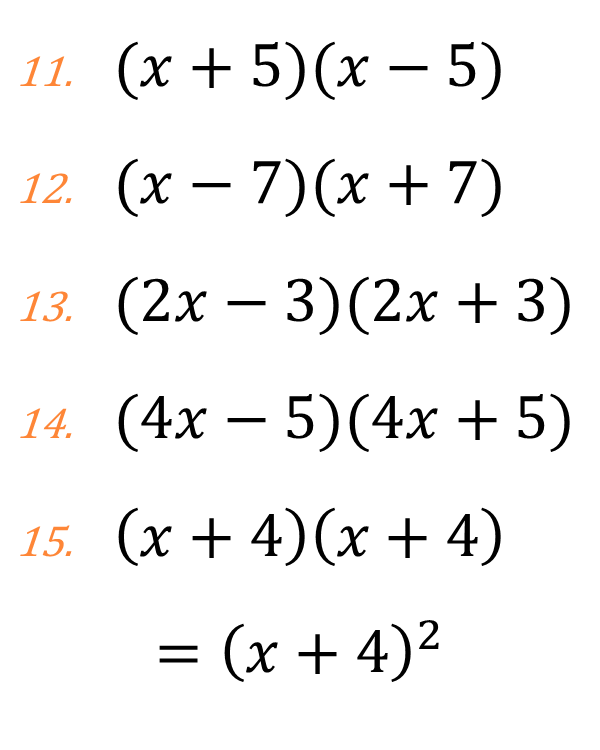 11. (x + 5)(x − 5)
12. (x − 7)(x + 7)
13. (2x − 3)(2x + 3)
14. (4x − 5)(4x + 5)
15. (x + 4)(x + 4)
= (x + 4)²